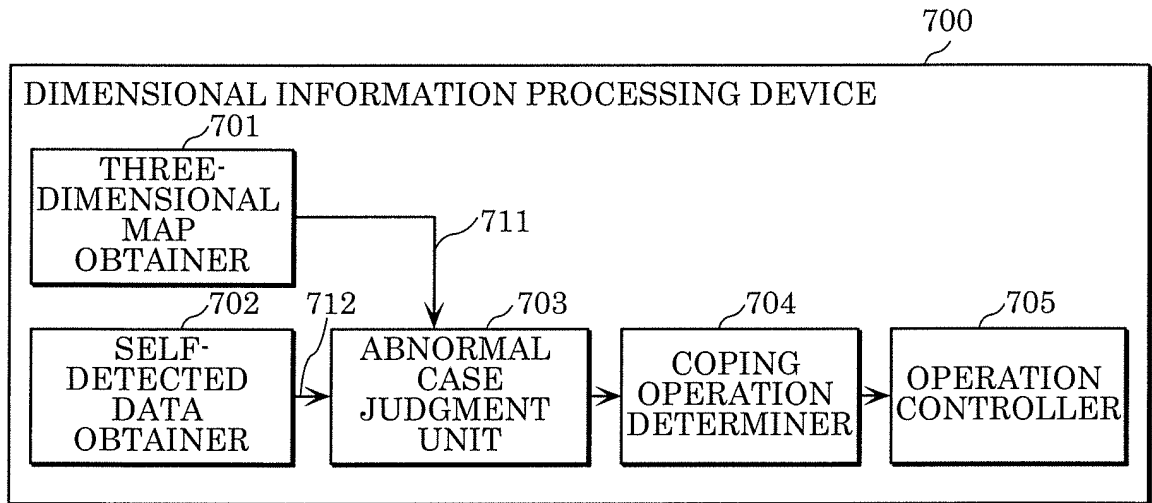 700
DIMENSIONAL INFORMATION PROCESSING DEVICE
701
THREE-
DIMENSIONAL
MAP
OBTAINER
711
702
SELF-
DETECTED
DATA
OBTAINER
712
703
ABNORMAL
CASE
JUDGMENT
UNIT
704
COPING
OPERATION
DETERMINER
705
OPERATION
CONTROLLER